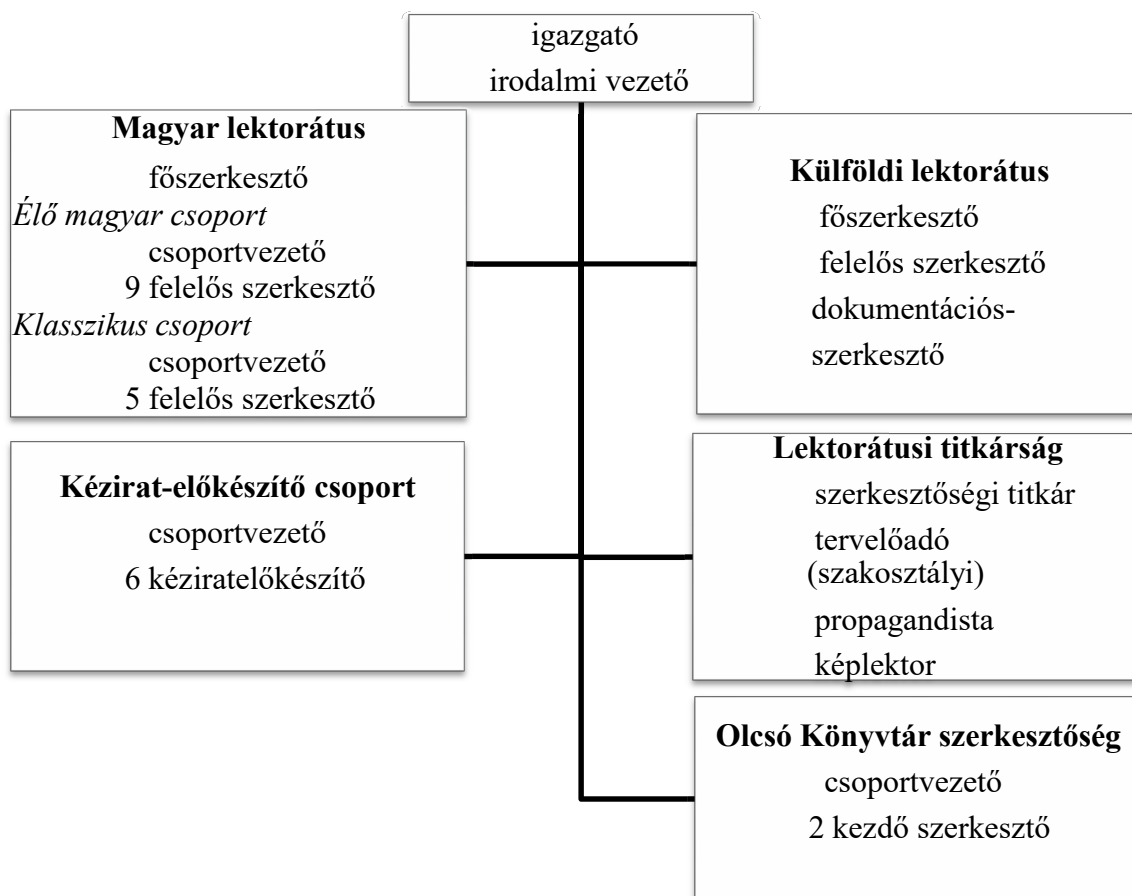 igazgató
irodalmi vezető
Magyar lektorátus
főszerkesztő
Élő magyar csoport
csoportvezető
9 felelős szerkesztő
Klasszikus csoport
csoportvezető
5 felelős szerkesztő
Külföldi lektorátus
főszerkesztő
felelős szerkesztő
dokumentációs-
szerkesztő
Kézirat-előkészítő csoport
csoportvezető
6 kéziratelőkészítő
Lektorátusi titkárság
szerkesztőségi titkár
tervelőadó
(szakosztályi)
propagandista
képlektor
Olcsó Könyvtár szerkesztőség
csoportvezető
2 kezdő szerkesztő